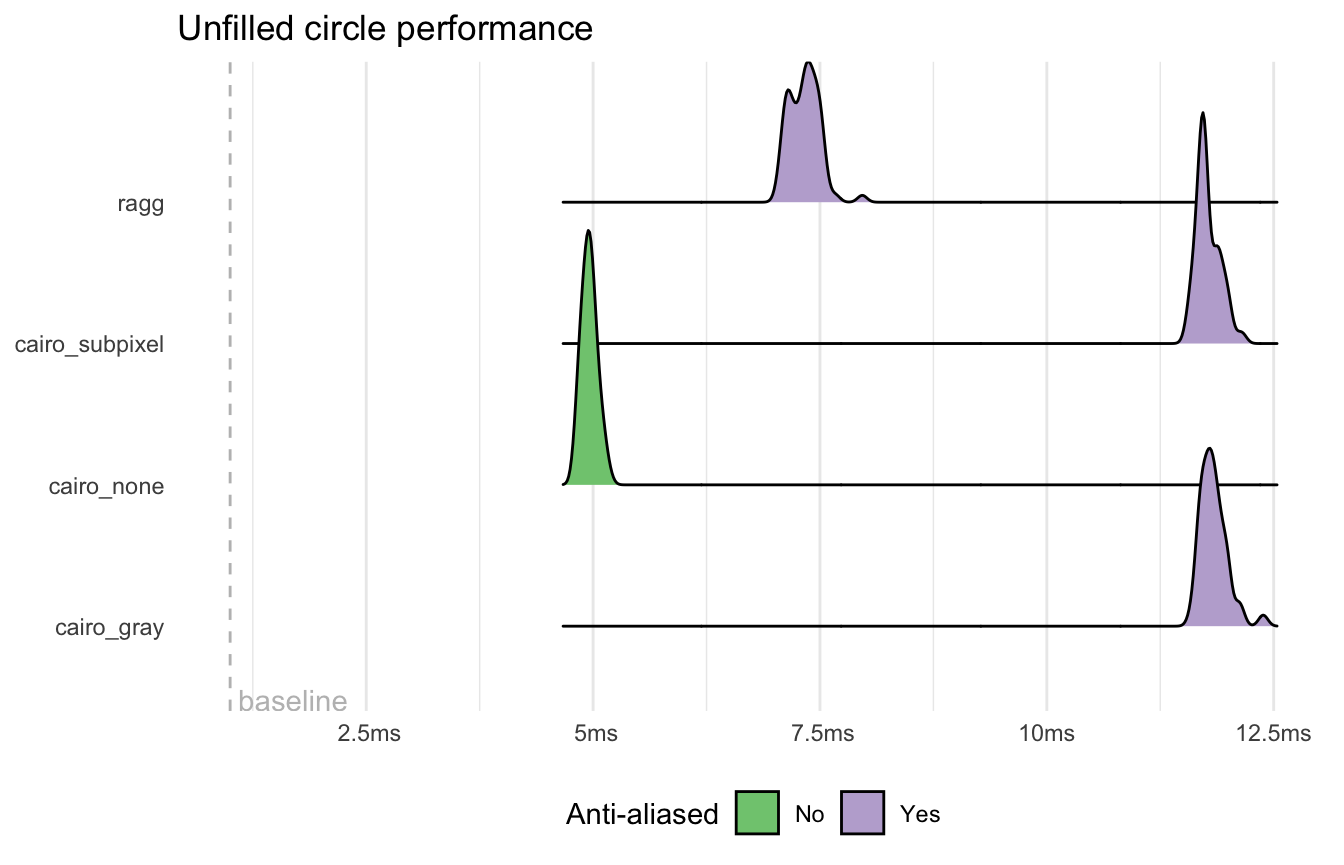 Unfilled circle performance
ragg
cairo_subpixel
cairo_none
cairo_gray
baseline
2.5ms 5ms 7.5ms 10ms 12.5ms
Anti-aliased No Yes